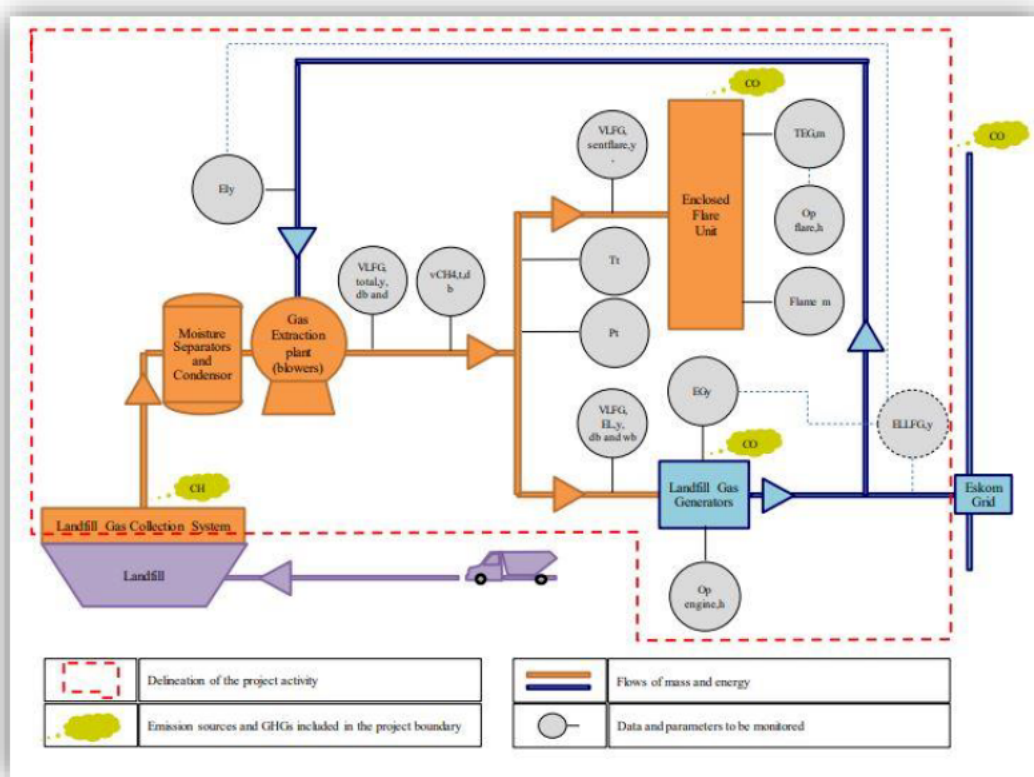 CO
VLFG,
sentflare,y
.
TEG,m
CO
Ely
Enclosed
Flare
Unit
Op
flare,h
VLFG,
total,y,
db and
vCH4,t,d
b
Tt
Flame m
Moisture
Separators
and
Condensor
Gas
Extraction
plant
(blowers)
Pt
EGy
VLFG,
EL,y,
db and wb
ELLFG,y
CO
CH
Landfill Gas
Generators
Eskom
Grid
Landfill Gas Collection System
Landfill
Op
engine,h
Delineation of the project activity
Flows of mass and energy
Emission sources and GHGs included in the project boundary
Data and parameters to be monitored